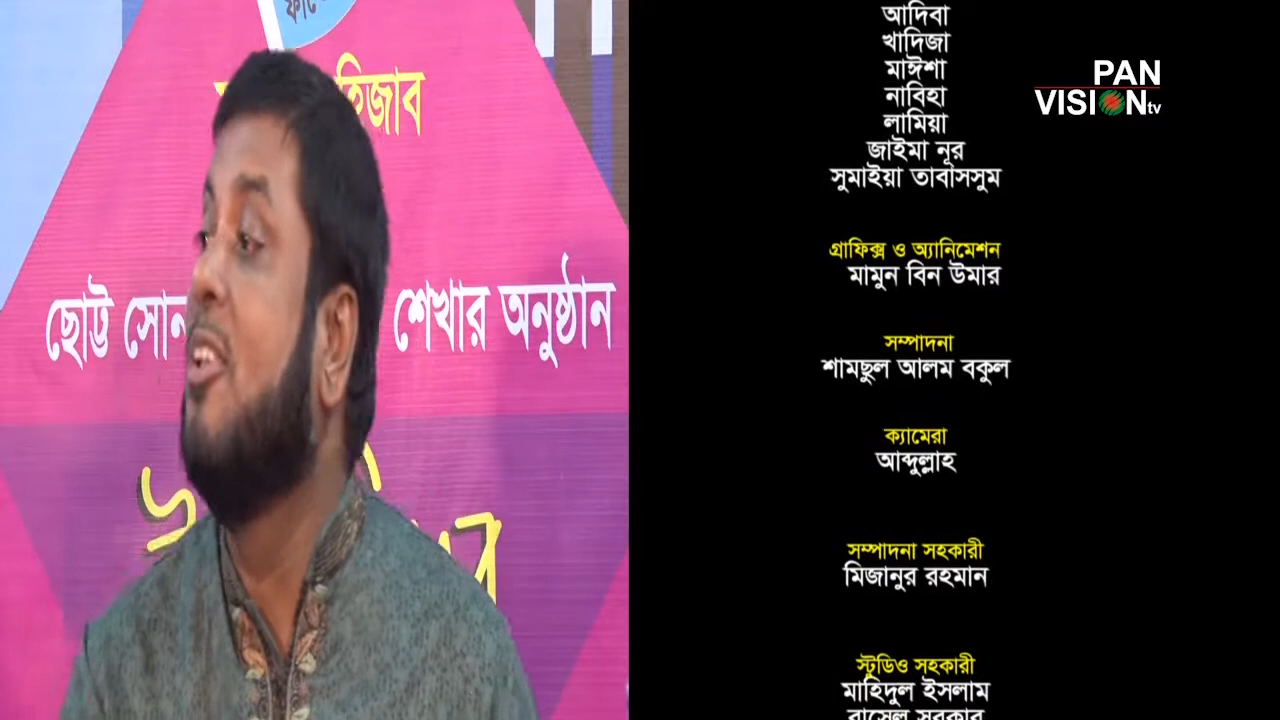 হিজাব
ছোট্ট সোন
শেখার অনুষ্ঠান
আদিবা
খাদিজা
মাঈশা
নাবিহা
লামিয়া
জাইমা নূর
সুমাইয়া তাবাসসুম
গ্রাফিক্স ও অ্যানিমেশন
মামুন বিন উমার
সম্পাদনা
শামছুল আলম বকুল
ক্যামেরা
আব্দুল্লাহ
সম্পাদনা সহকারী
মিজানুর রহমান
স্টুডিও সহকারী
মাহিদুল ইসলাম
রাসেল সরকার
PAN
VISION tv